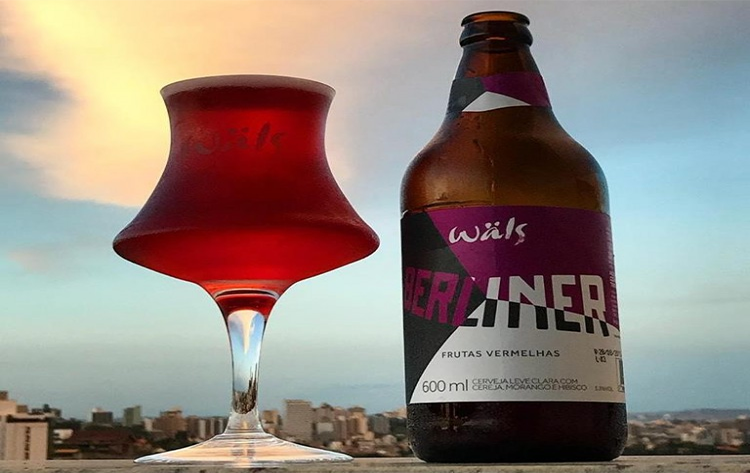 wäls
wäls
BERLINER
FRUTAS VERMELHAS
600 ml
CERVEJA LEVE CLARA COM
CEREJA, MORANGO E HIBISCO